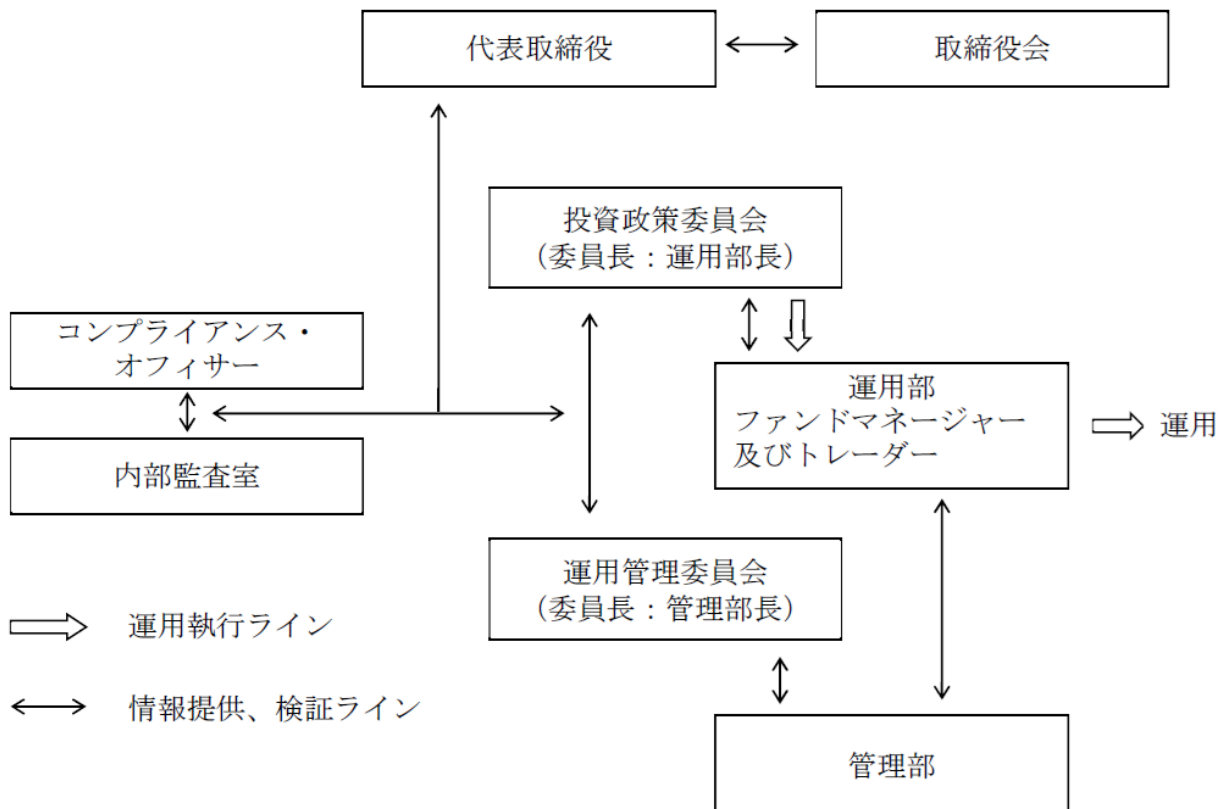 代表取締役
取締役会
投資政策委員会
（委員長：運用部長）
コンプライアンス・
オフィサー
内部監査室
運用部
ファンドマネージャー
及びトレーダー
運用
運用管理委員会
（委員長：管理部長）
運用執行ライン
情報提供、検証ライン
管理部